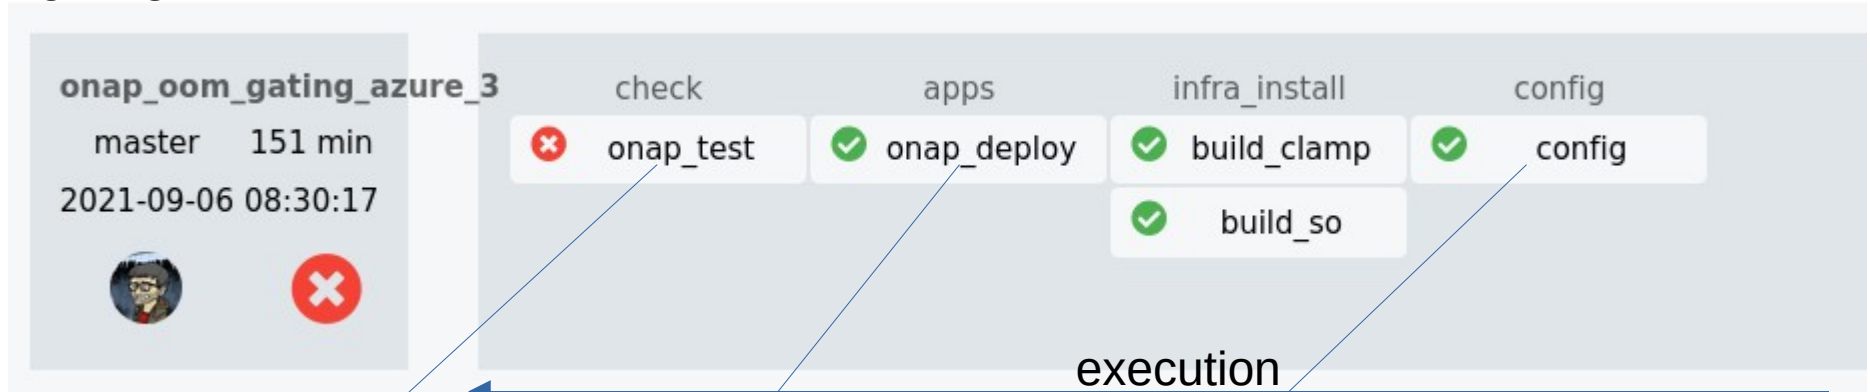 onap_oom_gating_azure_3
master 151 min
2021-09-06 08:30:17
check apps infra_install config
onap_test onap_deploy build_clamp config
build_so
execution